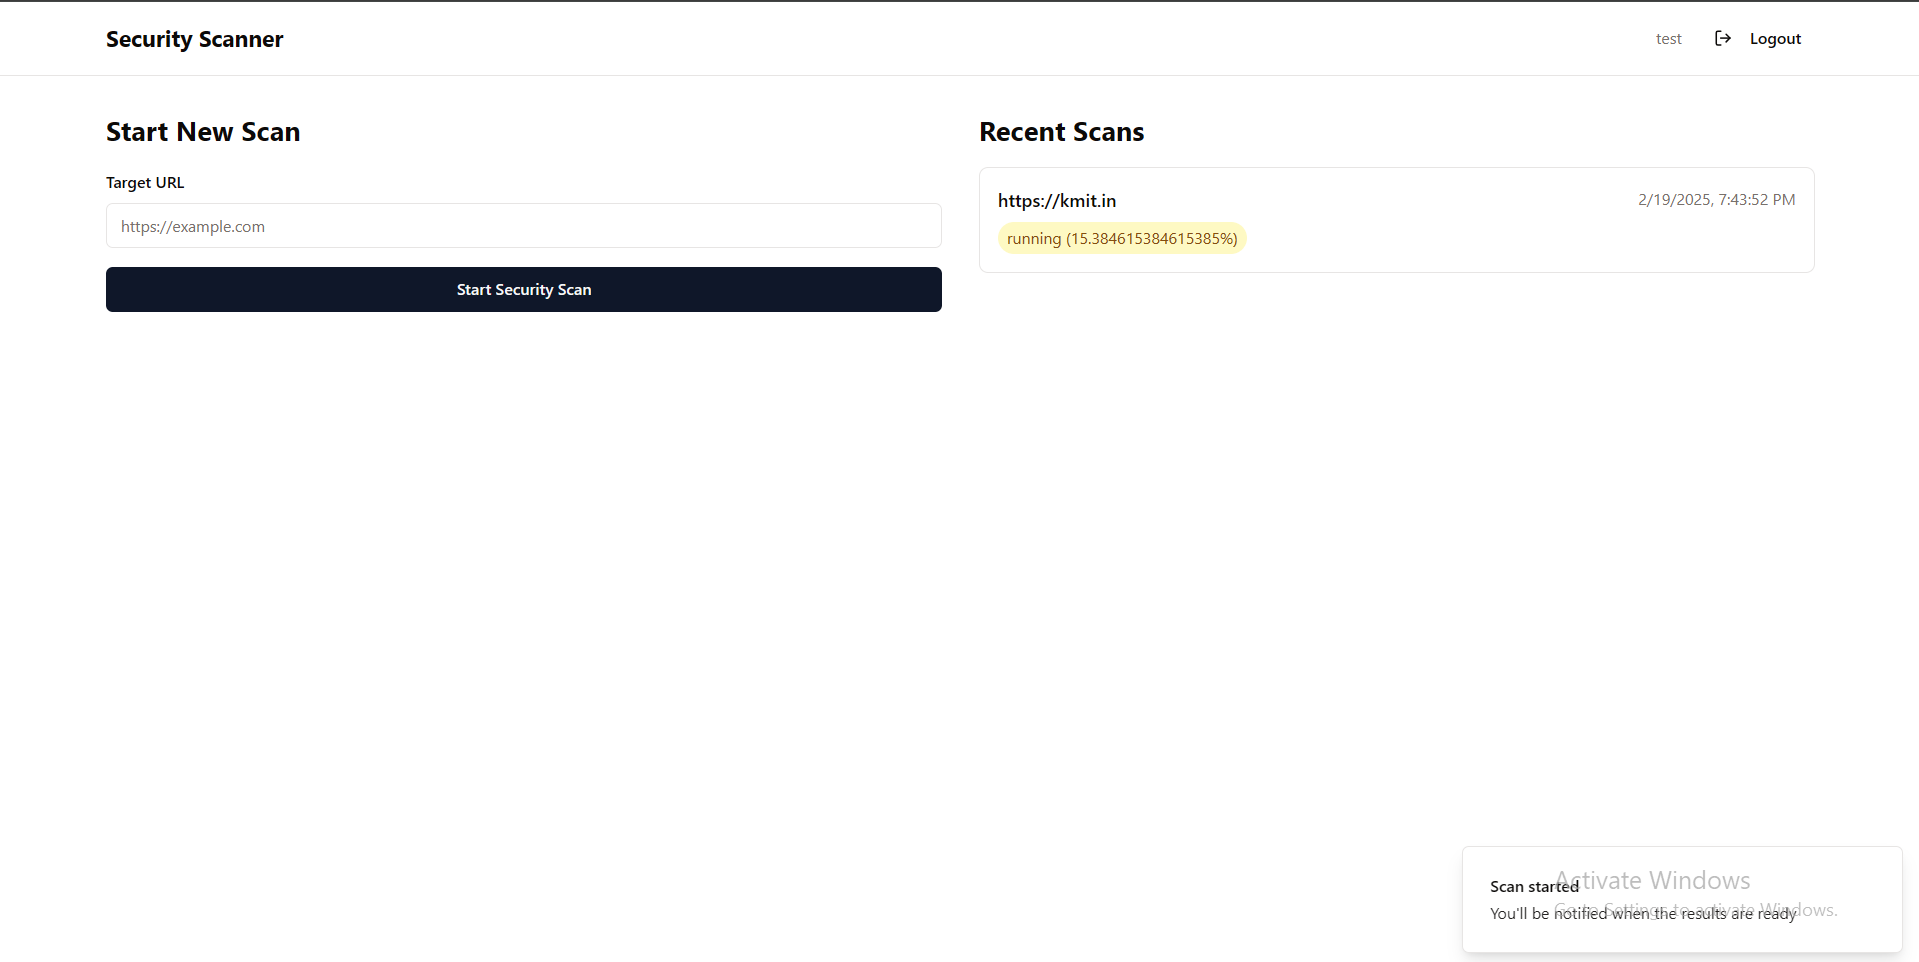 Security Scanner
test
Logout
Start New Scan
Target URL
https://example.com
Start Security Scan
Recent Scans
https://kmit.in
2/19/2025, 7:43:52 PM
running (15.384615384615385%)
Scan started
You'll be notified when the results are ready
Activate Windows
Go to Settings to activate Windows.